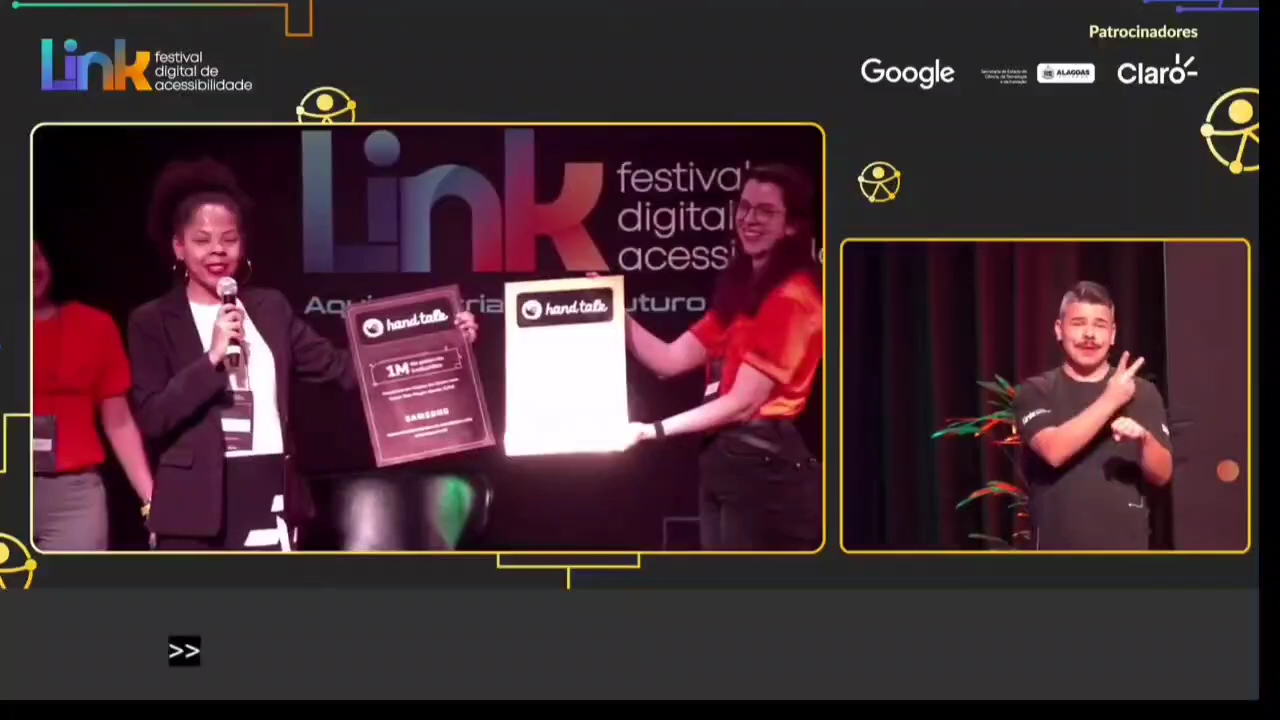 Patrocinadores
Link festival
digital de
acessibilidade
Google
ALAGOAS
Claro
Link festival
digital
acessi
Aqui
futuro
hand talk
1M
SAMSUNG
hand talk
>>